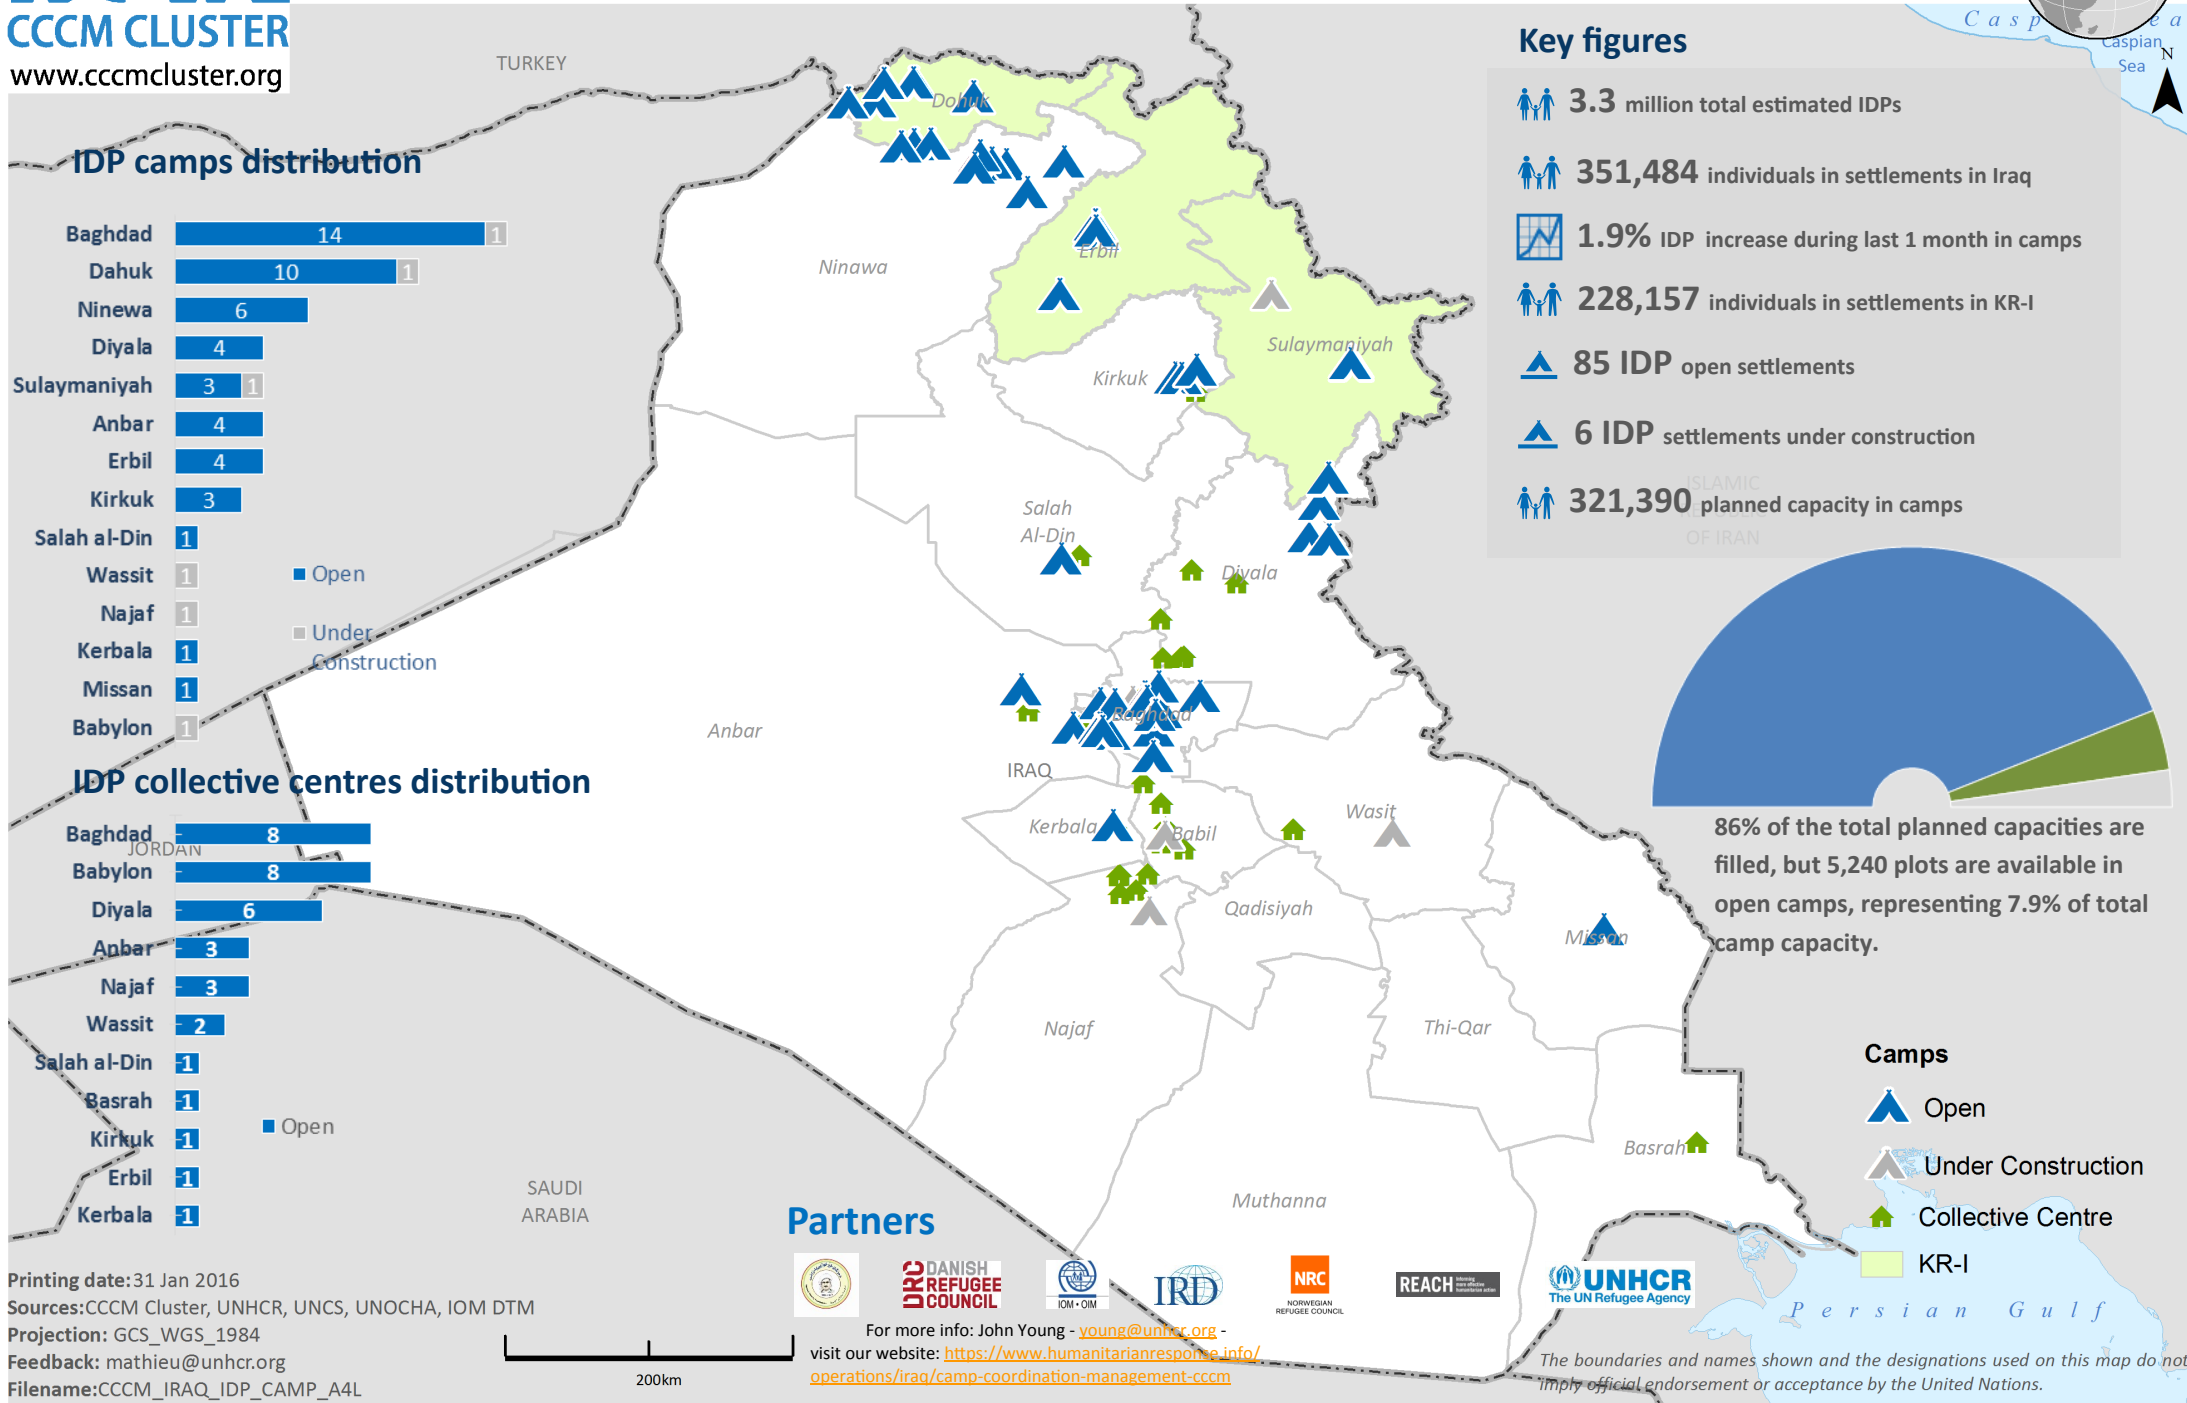 CCCM CLUSTER
www.cccmcluster.org
IDP camps distribution
Baghdad 14 1
Dahuk 10 1
Ninewa 6
Diyala 4
Sulaymaniyah 3 1
Anbar 4
Erbil 4
Kirkuk 3
Salah al-Din 1
Wassit 1
Najaf 1
Kerbala 1
Missan 1
Babylon 1
Open
Under
Construction
IDP collective centres distribution
Baghdad 8
Babylon 8
Diyala 6
Anbar 3
Najaf 3
Wassit 2
Salah al-Din 1
Basrah 1
Kirkuk 1
Erbil 1
Kerbala 1
Open
Printing date:31 Jan 2016
Sources:CCCM Cluster, UNHCR, UNCS, UNOCHA, IOM DTM
Projection: GCS_WGS_1984
Feedback: mathieu@unhcr.org
Filename:CCCM_IRAQ_IDP_CAMP_A4L
200km
TURKEY
JORDAN
SAUDI
ARABIA
IRAQ
ISLAMIC
OF IRAN
Dohuk
Ninawa
Erbil
Sulaymaniyah
Kirkuk
Salah
Al-Din
Diyala
Anbar
Baghdad
Kerbala
Babil
Wasit
Qadisiyah
Missan
Najaf
Thi-Qar
Basrah
Muthanna
Caspian
Sea
N
Persian Gulf
Key figures
3.3 million total estimated IDPs
351,484 individuals in settlements in Iraq
1.9% IDP increase during last 1 month in camps
228,157 individuals in settlements in KR-I
85 IDP open settlements
6 IDP settlements under construction
321,390 planned capacity in camps
86% of the total planned capacities are
filled, but 5,240 plots are available in
open camps, representing 7.9% of total
camp capacity.
Camps
Open
Under Construction
Collective Centre
KR-I
Partners
DRC DANISH
REFUGEE
COUNCIL
IOM • OIM
IRD
NRC
NORWEGIAN
REFUGEE COUNCIL
REACH
UNHCR
The UN Refugee Agency
For more info: John Young - young@unhcr.org -
visit our website: https://www.humanitarianresponse.info/
operations/iraq/camp-coordination-management-cccm
The boundaries and names shown and the designations used on this map do not
imply official endorsement or acceptance by the United Nations.